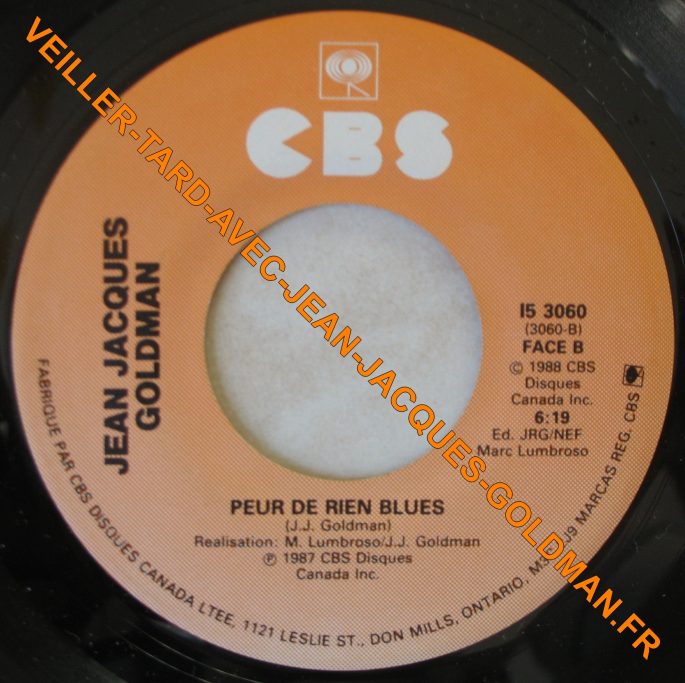 CBS
JEAN JACQUES
GOLDMAN
I5 3060
(3060-B)
FACE B
© 1988 CBS
Disques
Canada Inc.
6:19
Ed. JRG/NEF
Marc Lumbroso
PEUR DE RIEN BLUES
(J.J. Goldman)
Realisation: M. Lumbroso/J.J. Goldman
℗ 1987 CBS Disques
Canada Inc.
FABRIQUE PAR CBS DISQUES CANADA LTEE, 1121 LESLIE ST., DON MILLS, ONTARIO, MARCAS REG. CBS
VEILLER-TARD-AVEC-JEAN-JACQUES-GOLDMAN.FR